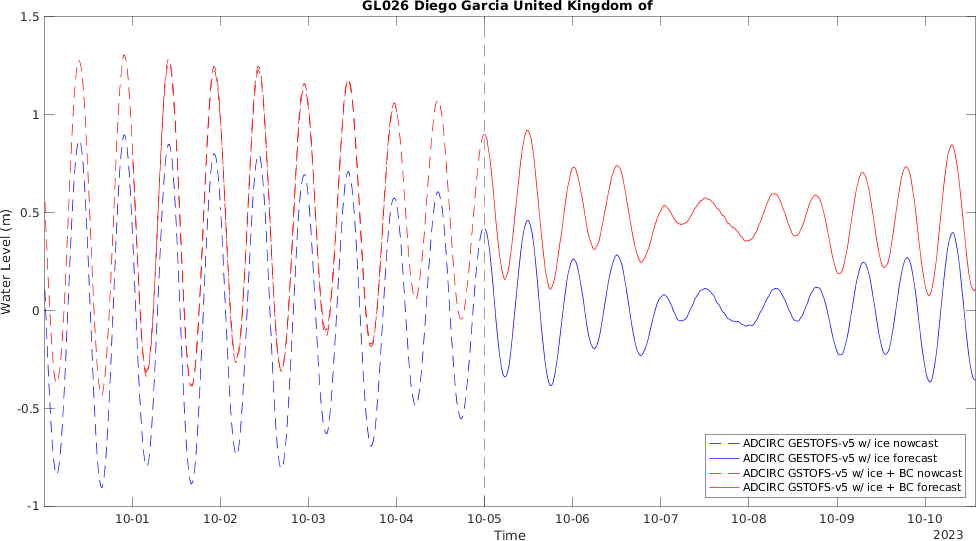 GL026 Diego Garcia United Kingdom of
1.5
1
0.5
0
-0.5
-1
Water Level (m)
10-01 10-02 10-03 10-04 10-05 10-06 10-07 10-08 10-09 10-10
Time
2023
ADCIRC GESTOFS-v5 w/ ice nowcast
ADCIRC GESTOFS-v5 w/ ice forecast
ADCIRC GSTOFS-v5 w/ ice + BC nowcast
ADCIRC GSTOFS-v5 w/ ice + BC forecast